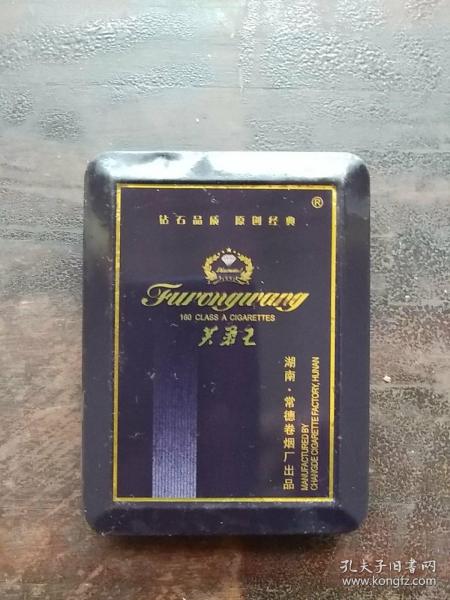 钻石品质 原创经典
®
Diamond
Furongwang
160 CLASS A CIGARETTES
芙蓉王
湖南·常德卷烟厂出品
MANUFACTURED BY
CHANGDE CIGARETTE FACTORY, HUNAN
孔夫子旧书网
www.kongfz.com